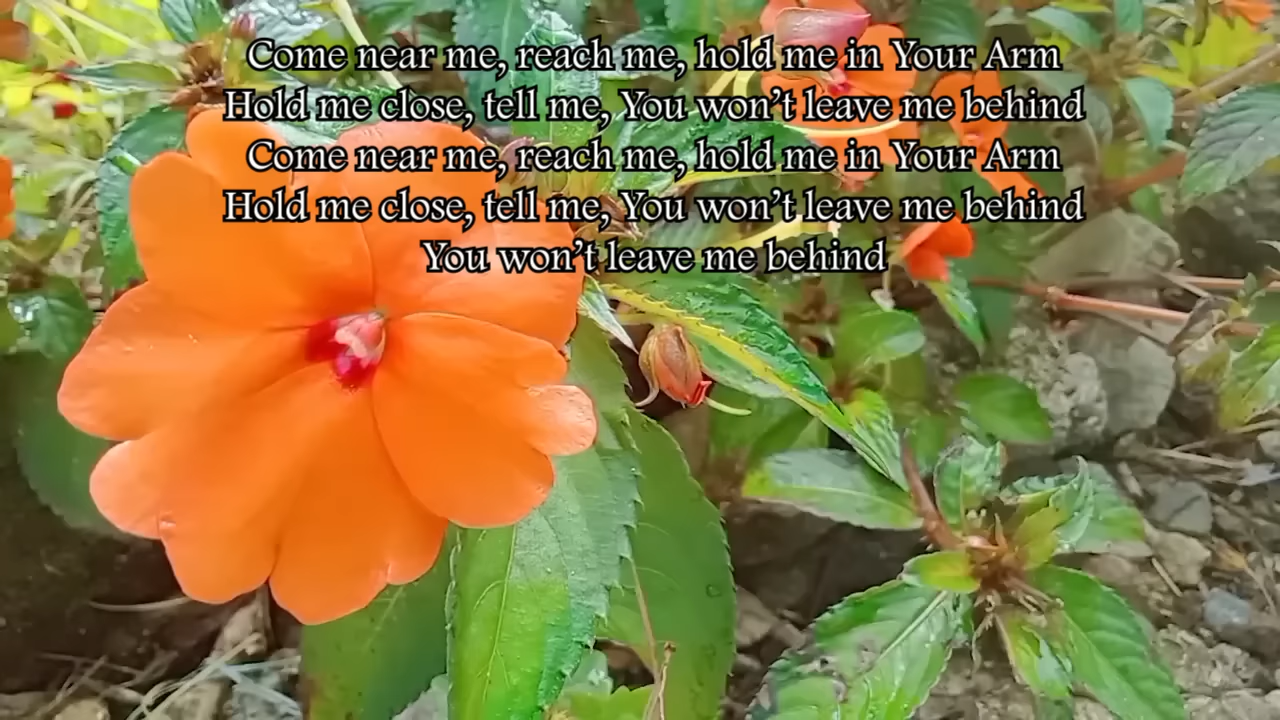 Come near me, reach me, hold me in Your Arm
Hold me close, tell me, You won’t leave me behind
Come near me, reach me, hold me in Your Arm
Hold me close, tell me, You won’t leave me behind
You won’t leave me behind